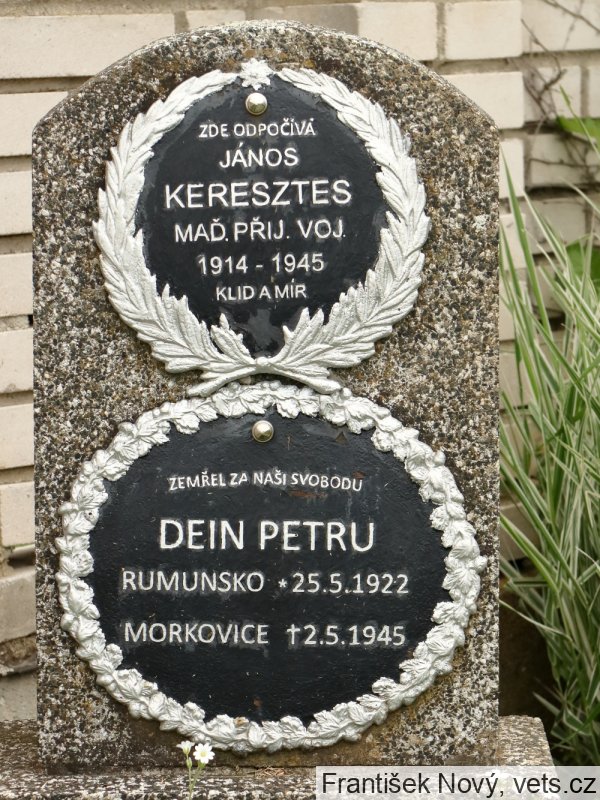 ZDE ODPOČÍVÁ
JÁNOS
KERESZTES
MAĎ. PŘIJ. VOJ.
1914 - 1945
KLID A MÍR
ZEMŘEL ZA NAŠI SVOBODU
DEIN PETRU
RUMUNSKO * 25.5.1922
MORKOVICE †2.5.1945
František Nový, vets.cz